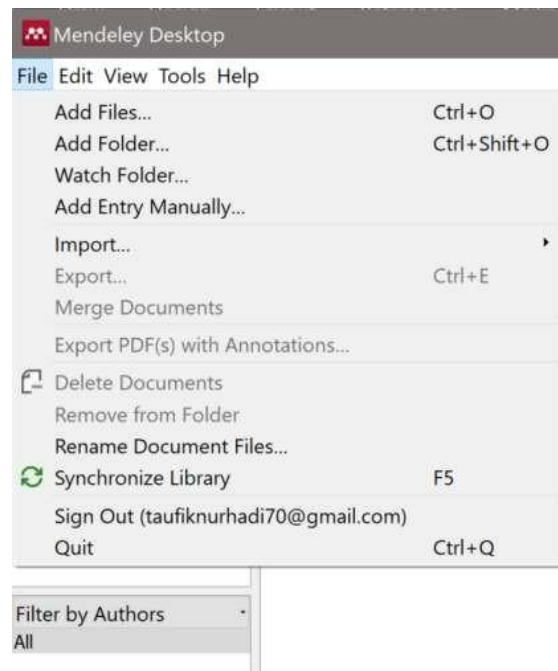 Mendeley Desktop
File Edit View Tools Help
Add Files... Ctrl+O
Add Folder... Ctrl+Shift+O
Watch Folder...
Add Entry Manually...
Import...
Export... Ctrl+E
Merge Documents
Export PDF(s) with Annotations...
Delete Documents
Remove from Folder
Rename Document Files...
Synchronize Library F5
Sign Out (taufiknurhadi70@gmail.com)
Quit Ctrl+Q
Filter by Authors
All